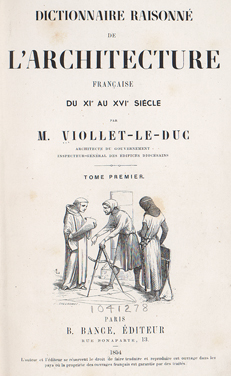 DICTIONNAIRE RAISONNÉ
DE
L'ARCHITECTURE
FRANÇAISE
DU XIᵉ AU XVIᵉ SIÈCLE
PAR
M. VIOLLET-LE-DUC
ARCHITECTE DU GOUVERNEMENT
INSPECTEUR-GÉNÉRAL DES ÉDIFICES DIOCÉSAINS
TOME PREMIER.
1041278
PARIS
B. BANCE, ÉDITEUR
RUE BONAPARTE, 13.
1854
L'auteur et l'éditeur se réservent le droit de faire traduire et reproduire cet ouvrage dans les
pays où la propriété des ouvrages français est garantie par des traités